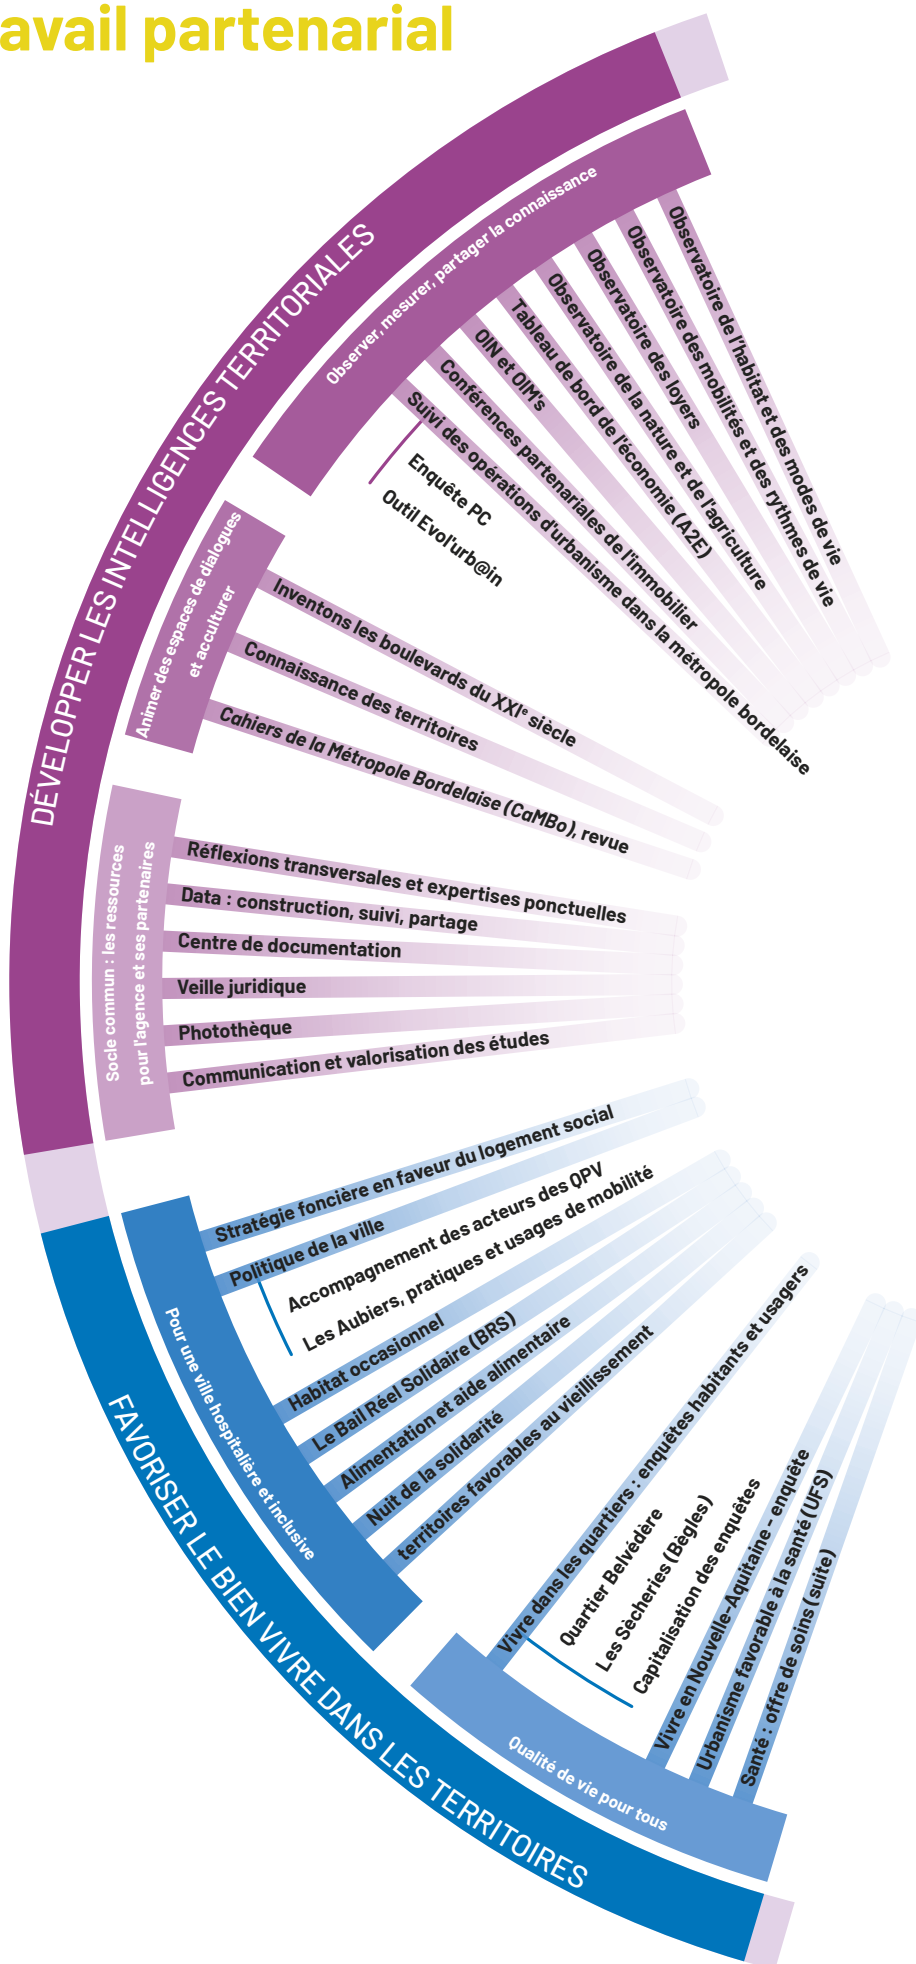 avail partenarial
DÉVELOPPER LES INTELLIGENCES TERRITORIALES
Observer, mesurer, partager la connaissance
Observatoire de l'habitat et des modes de vie
Observatoire des mobilités et des rythmes de vie
Observatoire des loyers
Observatoire de la nature et de l'agriculture
Tableau de bord de l'économie (A2E)
OIN et OIM's
Conférences partenariales de l'immobilier
Suivi des opérations d'urbanisme dans la métropole bordelaise
Enquête PC
Outil Evol'urb@in
Animer des espaces de dialogues
et acculturer
Inventons les boulevards du XXIe siècle
Connaissance des territoires
Cahiers de la Métropole Bordelaise (CaMBo), revue
Socle commun : les ressources
pour l'agence et ses partenaires
Réflexions transversales et expertises ponctuelles
Data : construction, suivi, partage
Centre de documentation
Veille juridique
Photothèque
Communication et valorisation des études
FAVORISER LE BIEN VIVRE DANS LES TERRITOIRES
Pour une ville hospitalière et inclusive
Stratégie foncière en faveur du logement social
Politique de la ville
Accompagnement des acteurs des QPV
Les Aubiers, pratiques et usages de mobilité
Habitat occasionnel
Le Bail Réel Solidaire (BRS)
Alimentation et aide alimentaire
Nuit de la solidarité
territoires favorables au vieillissement
Qualité de vie pour tous
Vivre dans les quartiers : enquêtes habitants et usagers
Quartier Belvédère
Les Sècheries (Bègles)
Capitalisation des enquêtes
Vivre en Nouvelle-Aquitaine - enquête
Urbanisme favorable à la santé (UFS)
Santé : offre de soins (suite)